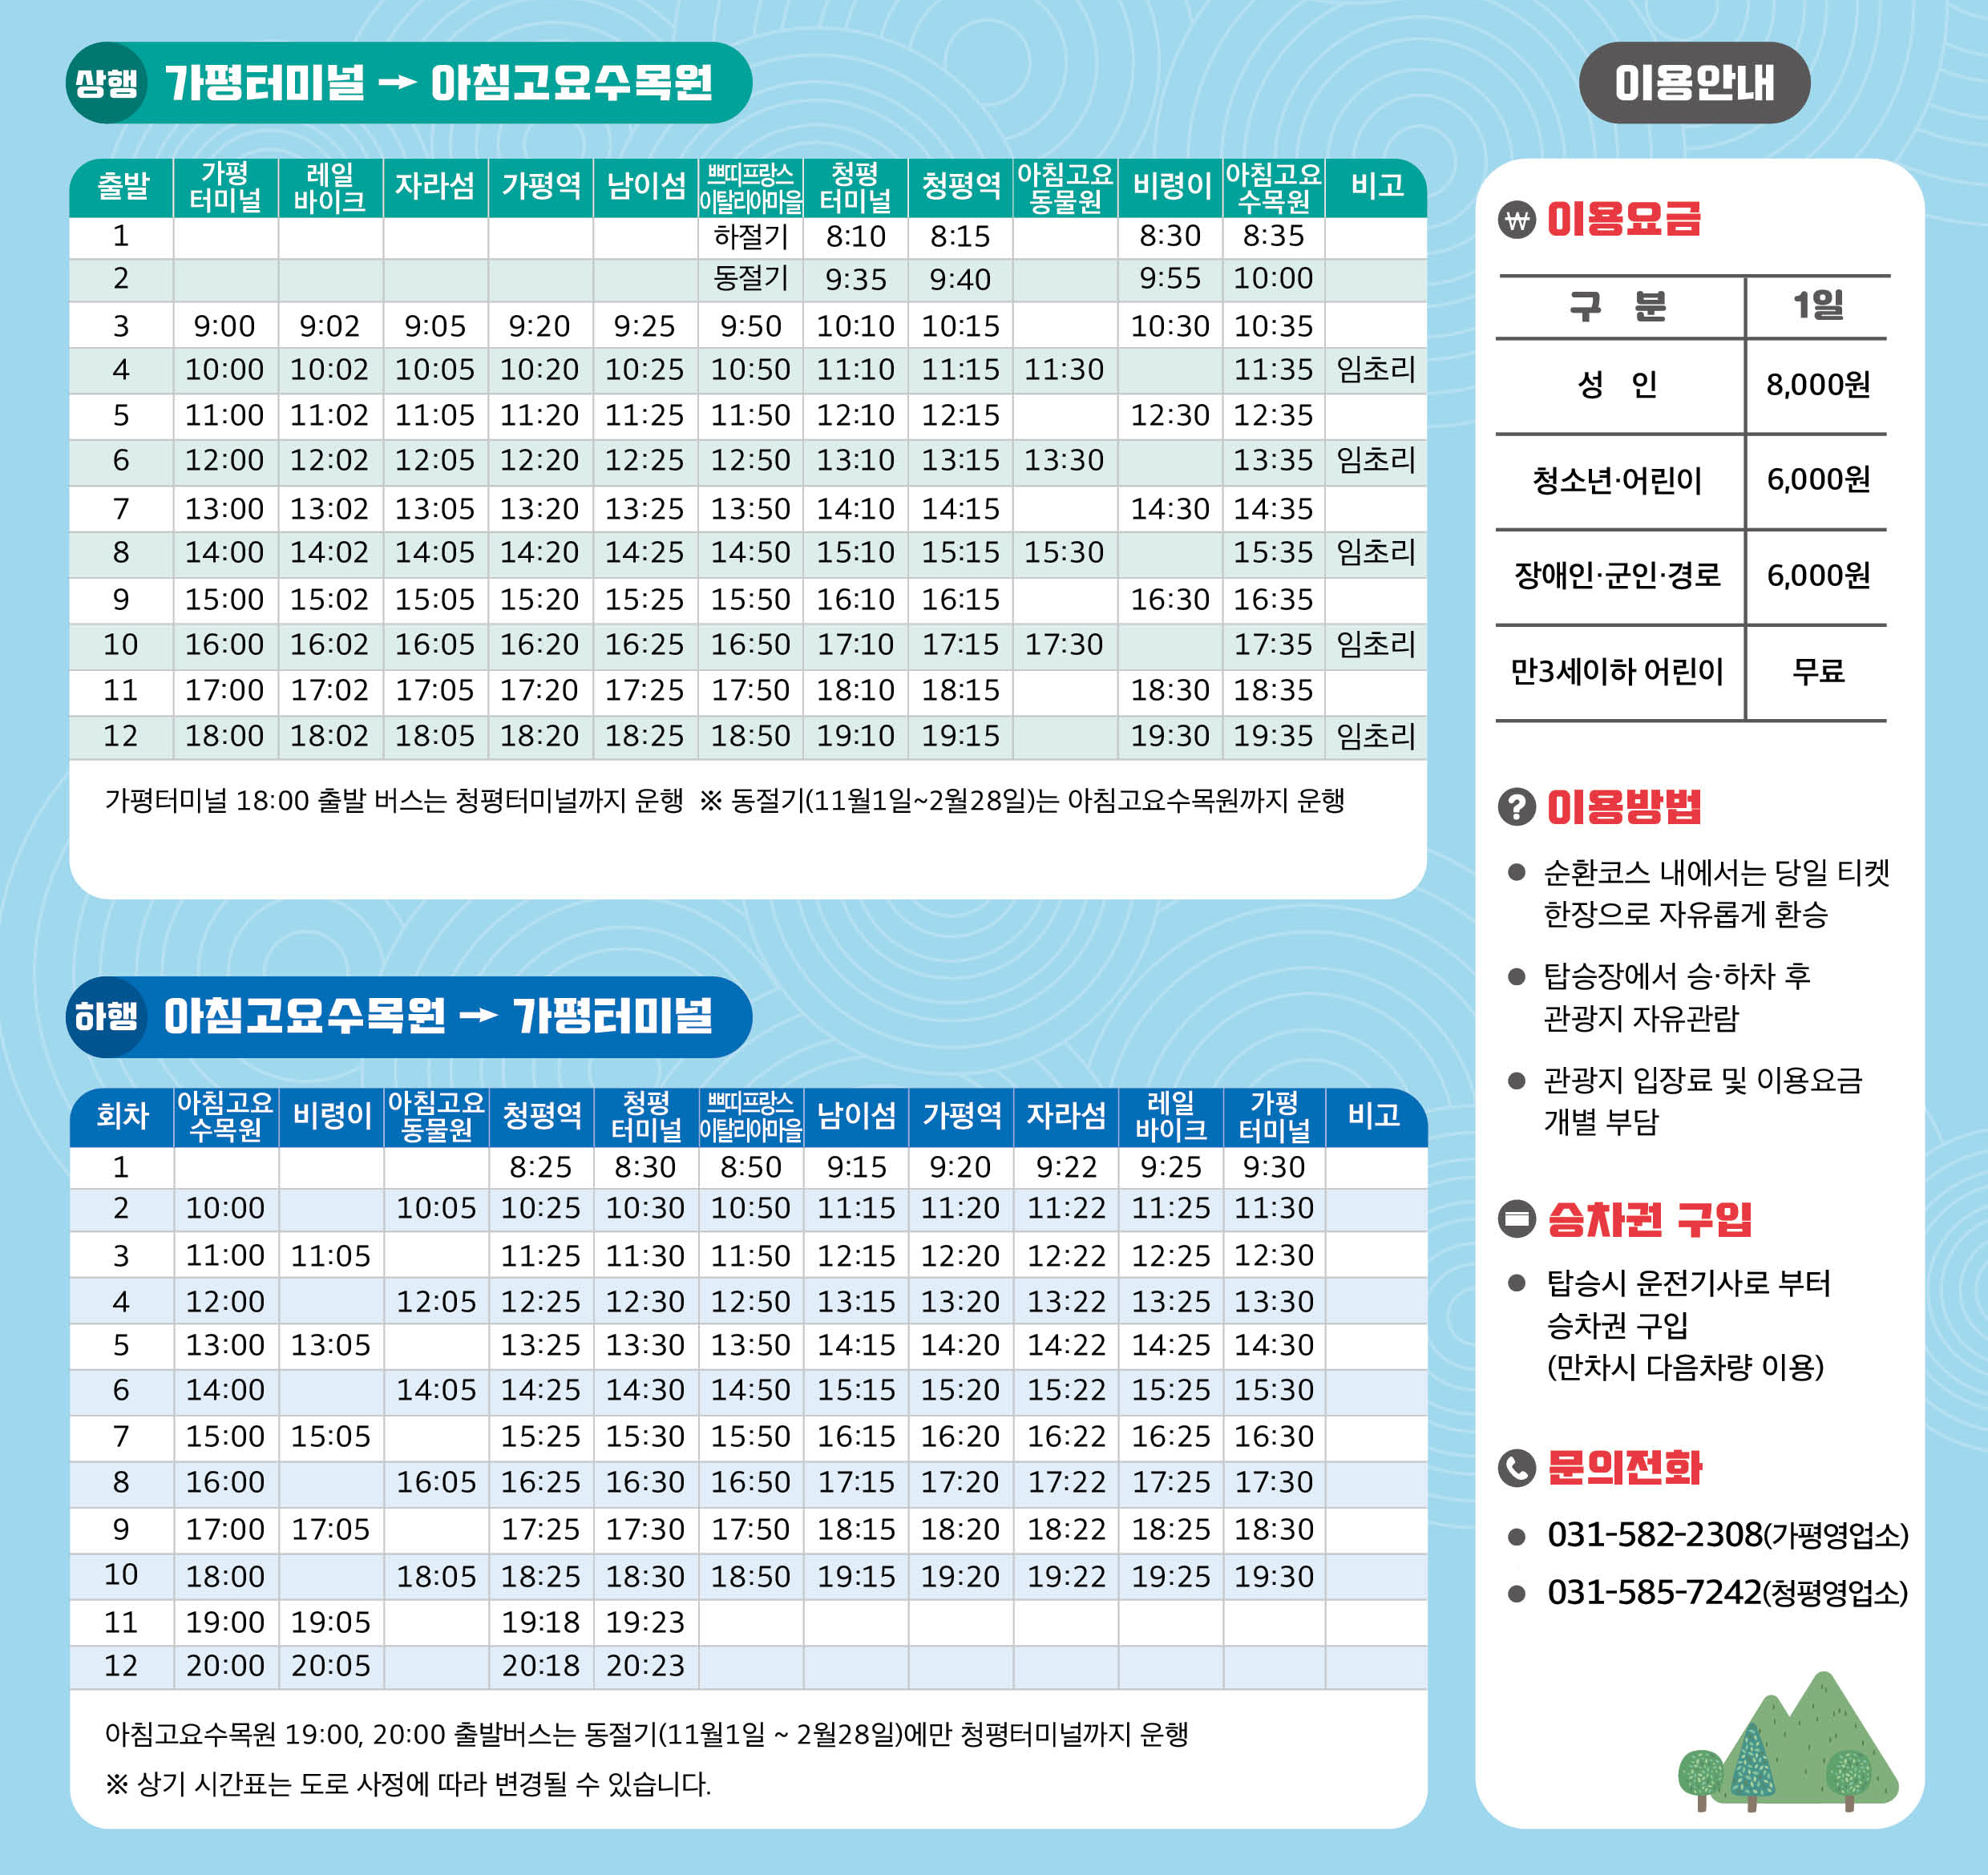 상행 가평터미널 → 아침고요수목원
출발 가평터미널 레일바이크 자라섬 가평역 남이섬 쁘띠프랑스이탈리아마을 청평터미널 청평역 아침고요동물원 비령이 아침고요수목원 비고
1 하절기 8:10 8:15 8:30 8:35
2 동절기 9:35 9:40 9:55 10:00
3 9:00 9:02 9:05 9:20 9:25 9:50 10:10 10:15 10:30 10:35
4 10:00 10:02 10:05 10:20 10:25 10:50 11:10 11:15 11:30 11:35 임초리
5 11:00 11:02 11:05 11:20 11:25 11:50 12:10 12:15 12:30 12:35
6 12:00 12:02 12:05 12:20 12:25 12:50 13:10 13:15 13:30 13:35 임초리
7 13:00 13:02 13:05 13:20 13:25 13:50 14:10 14:15 14:30 14:35
8 14:00 14:02 14:05 14:20 14:25 14:50 15:10 15:15 15:30 15:35 임초리
9 15:00 15:02 15:05 15:20 15:25 15:50 16:10 16:15 16:30 16:35
10 16:00 16:02 16:05 16:20 16:25 16:50 17:10 17:15 17:30 17:35 임초리
11 17:00 17:02 17:05 17:20 17:25 17:50 18:10 18:15 18:30 18:35
12 18:00 18:02 18:05 18:20 18:25 18:50 19:10 19:15 19:30 19:35 임초리
가평터미널 18:00 출발 버스는 청평터미널까지 운행 ※ 동절기(11월1일~2월28일)는 아침고요수목원까지 운행
하행 아침고요수목원 → 가평터미널
회차 아침고요수목원 비령이 아침고요동물원 청평역 청평터미널 쁘띠프랑스이탈리아마을 남이섬 가평역 자라섬 레일바이크 가평터미널 비고
1 8:25 8:30 8:50 9:15 9:20 9:22 9:25 9:30
2 10:00 10:05 10:25 10:30 10:50 11:15 11:20 11:22 11:25 11:30
3 11:00 11:05 11:25 11:30 11:50 12:15 12:20 12:22 12:25 12:30
4 12:00 12:05 12:25 12:30 12:50 13:15 13:20 13:22 13:25 13:30
5 13:00 13:05 13:25 13:30 13:50 14:15 14:20 14:22 14:25 14:30
6 14:00 14:05 14:25 14:30 14:50 15:15 15:20 15:22 15:25 15:30
7 15:00 15:05 15:25 15:30 15:50 16:15 16:20 16:22 16:25 16:30
8 16:00 16:05 16:25 16:30 16:50 17:15 17:20 17:22 17:25 17:30
9 17:00 17:05 17:25 17:30 17:50 18:15 18:20 18:22 18:25 18:30
10 18:00 18:05 18:25 18:30 18:50 19:15 19:20 19:22 19:25 19:30
11 19:00 19:05 19:18 19:23
12 20:00 20:05 20:18 20:23
아침고요수목원 19:00, 20:00 출발버스는 동절기(11월1일 ~ 2월28일)에만 청평터미널까지 운행
※ 상기 시간표는 도로 사정에 따라 변경될 수 있습니다.
이용안내
₩ 이용요금
구 분 1일
성 인 8,000원
청소년·어린이 6,000원
장애인·군인·경로 6,000원
만3세이하 어린이 무료
? 이용방법
● 순환코스 내에서는 당일 티켓
한장으로 자유롭게 환승
● 탑승장에서 승·하차 후
관광지 자유관람
● 관광지 입장료 및 이용요금
개별 부담
승차권 구입
● 탑승시 운전기사로 부터
승차권 구입
(만차시 다음차량 이용)
문의전화
● 031-582-2308(가평영업소)
● 031-585-7242(청평영업소)